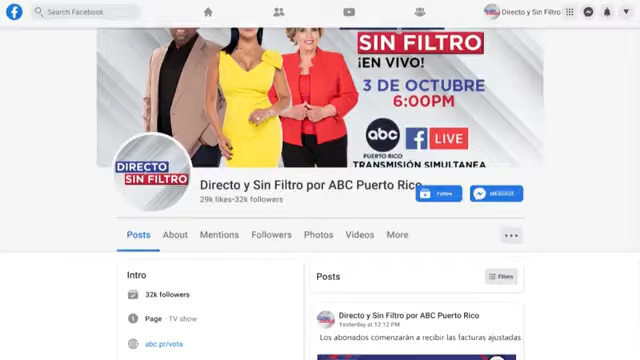 Search Facebook
Directo y Sin Filtro
SIN FILTRO
¡EN VIVO!
3 DE OCTUBRE
6:00PM
abc
PUERTO RICO
f LIVE
TRANSMISIÓN SIMULTANEA
DIRECTO
SIN FILTRO
Directo y Sin Filtro por ABC Puerto Rico
29k likes•32k followers
Follow
MESSAGE
Posts
About
Mentions
Followers
Photos
Videos
More
Intro
32k followers
Page · TV show
abc.pr/vota
Posts
Filters
Directo y Sin Filtro por ABC Puerto Rico
Yesterday at 12:12 PM
Los abonados comenzarán a recibir las facturas ajustadas